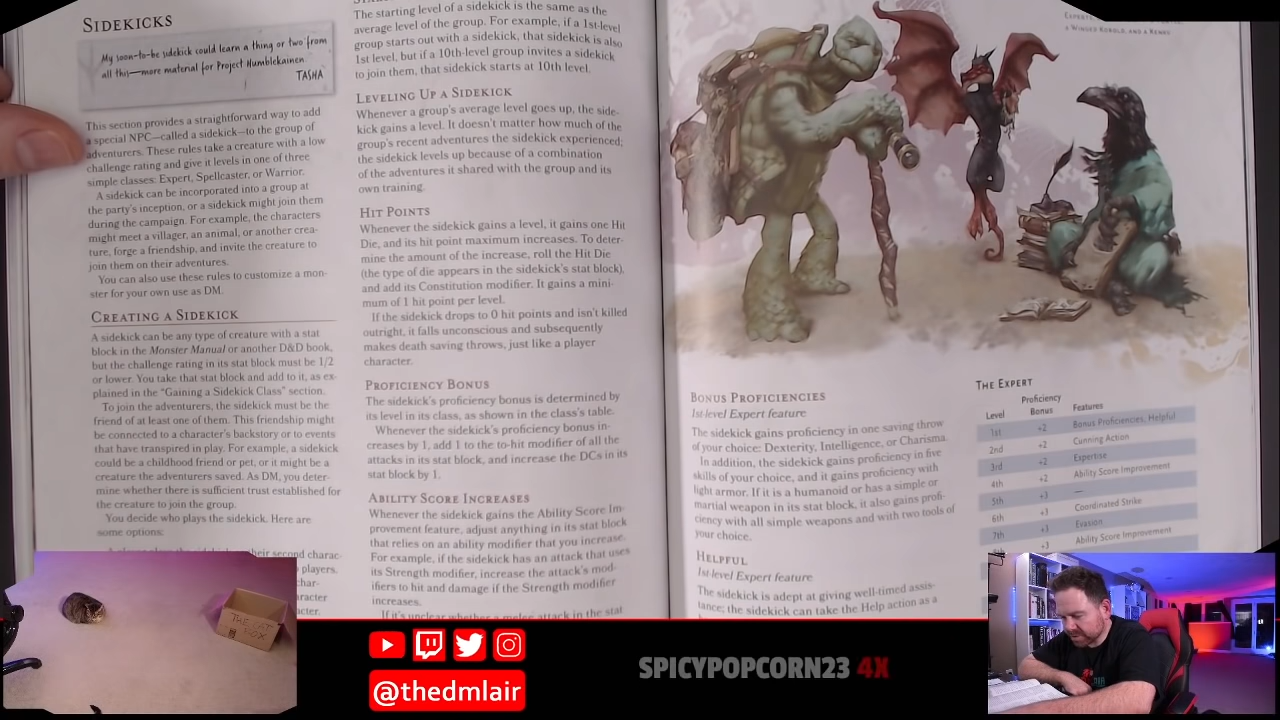 SIDEKICKS
My soon-to-be sidekick could learn a thing or two from
all this—more material for Project Humblekainen
TASHA
This section provides a straightforward way to add
a special NPC—called a sidekick—to the group of
adventurers. These rules take a creature with a low
challenge rating and give it levels in one of three
simple classes: Expert, Spellcaster, or Warrior.
A sidekick can be incorporated into a group at
the party's inception, or a sidekick might join them
during the campaign. For example, the characters
might meet a villager, an animal, or another crea-
ture, forge a friendship, and invite the creature to
join them on their adventures.
You can also use these rules to customize a mon-
ster for your own use as DM.
CREATING A SIDEKICK
A sidekick can be any type of creature with a stat
block in the Monster Manual or another D&D book,
but the challenge rating in its stat block must be 1/2
or lower. You take that stat block and add to it, as ex-
plained in the "Gaining a Sidekick Class" section.
To join the adventurers, the sidekick must be the
friend of at least one of them. This friendship might
be connected to a character's backstory or to events
that have transpired in play. For example, a sidekick
could be a childhood friend or pet, or it might be a
creature the adventurers saved. As DM, you deter-
mine whether there is sufficient trust established for
the creature to join the group.
You decide who plays the sidekick. Here are
some options:
their second charac-
players.
char-
racter
cter.
The starting level of a sidekick is the same as the
average level of the group. For example, if a 1st-level
group starts out with a sidekick, that sidekick is also
1st level, but if a 10th-level group invites a sidekick
to join them, that sidekick starts at 10th level.
LEVELING UP A SIDEKICK
Whenever a group's average level goes up, the side-
kick gains a level. It doesn't matter how much of the
group's recent adventures the sidekick experienced;
the sidekick levels up because of a combination
of the adventures it shared with the group and its
own training.
HIT POINTS
Whenever the sidekick gains a level, it gains one Hit
Die, and its hit point maximum increases. To deter-
mine the amount of the increase, roll the Hit Die
(the type of die appears in the sidekick's stat block),
and add its Constitution modifier. It gains a mini-
mum of 1 hit point per level.
If the sidekick drops to 0 hit points and isn't killed
outright, it falls unconscious and subsequently
makes death saving throws, just like a player
character.
PROFICIENCY BONUS
The sidekick's proficiency bonus is determined by
its level in its class, as shown in the class's table.
Whenever the sidekick's proficiency bonus in-
creases by 1, add 1 to the to-hit modifier of all the
attacks in its stat block, and increase the DCs in its
stat block by 1.
ABILITY SCORE INCREASES
Whenever the sidekick gains the Ability Score Im-
provement feature, adjust anything in its stat block
that relies on an ability modifier that you increase.
For example, if the sidekick has an attack that uses
its Strength modifier, increase the attack's mod-
ifiers to hit and damage if the Strength modifier
increases.
If it's unclear whether a melee attack in the stat
A WINGED KOBOLD, AND A KENKU
BONUS PROFICIENCIES
1st-level Expert feature
The sidekick gains proficiency in one saving throw
of your choice: Dexterity, Intelligence, or Charisma.
In addition, the sidekick gains proficiency in five
skills of your choice, and it gains proficiency with
light armor. If it is a humanoid or has a simple or
martial weapon in its stat block, it also gains profi-
ciency with all simple weapons and with two tools of
your choice.
HELPFUL
1st-level Expert feature
The sidekick is adept at giving well-timed assis-
tance; the sidekick can take the Help action as a
THE EXPERT
Level Proficiency Bonus Features
1st +2 Bonus Proficiencies, Helpful
2nd +2 Cunning Action
3rd +2 Expertise
4th +2 Ability Score Improvement
5th +3 —
6th +3 Coordinated Strike
7th +3 Evasion
+3 Ability Score Improvement
THE CAT
BOX
@thedmlair
SPICYPOPCORN23 4X